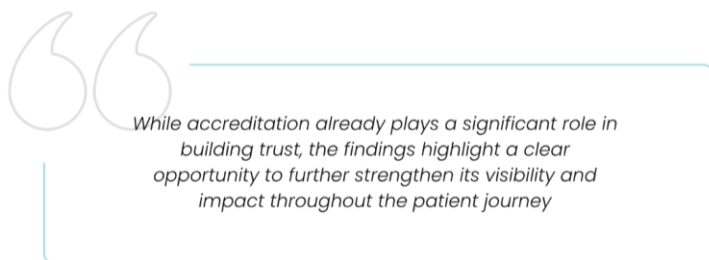 While accreditation already plays a significant role in
building trust, the findings highlight a clear
opportunity to further strengthen its visibility and
impact throughout the patient journey